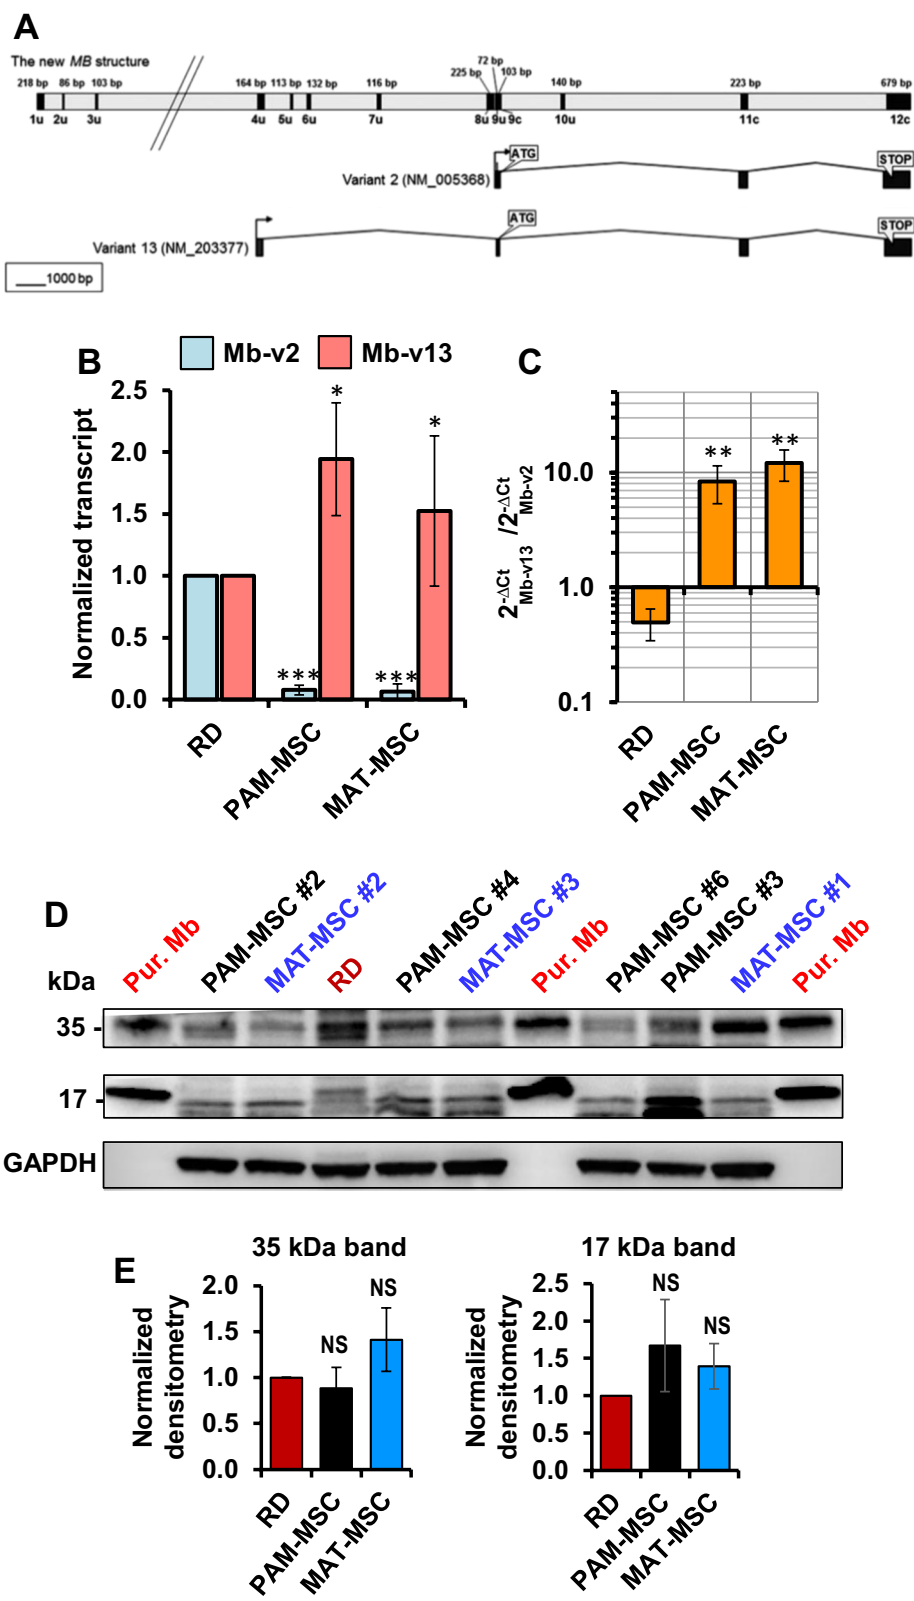 A
The new MB structure
218 bp 86 bp 103 bp 164 bp 113 bp 132 bp 116 bp 225 bp 72 bp 103 bp 140 bp 223 bp 679 bp
1u 2u 3u 4u 5u 6u 7u 8u 9u 9c 10u 11c 12c
ATG STOP
Variant 2 (NM_005368)
ATG STOP
Variant 13 (NM_203377)
1000 bp
B
Mb-v2 Mb-v13
Normalized transcript
2.5
2.0
1.5
1.0
0.5
0.0
* *
*** ***
RD PAM-MSC MAT-MSC
C
2-ΔCt Mb-v13 /2-ΔCt Mb-v2
10.0
1.0
0.1
** **
RD PAM-MSC MAT-MSC
D
Pur. Mb PAM-MSC #2 MAT-MSC #2 RD PAM-MSC #4 MAT-MSC #3 Pur. Mb PAM-MSC #6 PAM-MSC #3 MAT-MSC #1 Pur. Mb
kDa
35 -
17 -
GAPDH
E
35 kDa band
Normalized
densitometry
2.0
1.5
1.0
0.5
0.0
NS NS
RD PAM-MSC MAT-MSC
17 kDa band
Normalized
densitometry
2.5
2.0
1.5
1.0
0.5
0.0
NS NS
RD PAM-MSC MAT-MSC